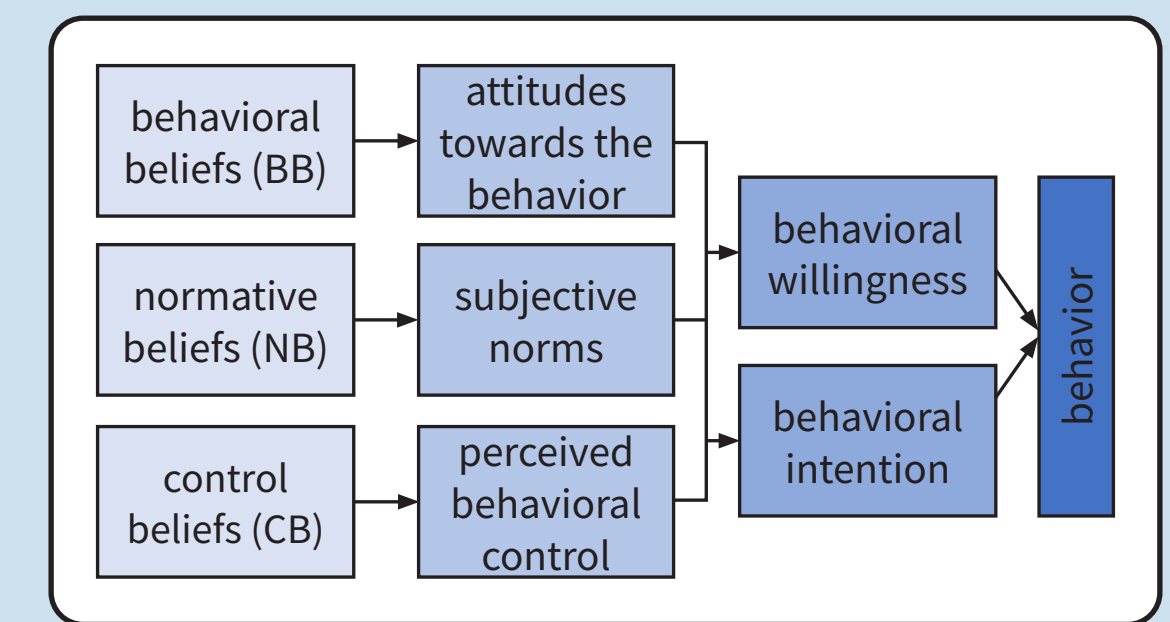 behavioral
beliefs (BB)
attitudes
towards the
behavior
normative
beliefs (NB)
subjective
norms
control
beliefs (CB)
perceived
behavioral
control
behavioral
willingness
behavioral
intention
behavior